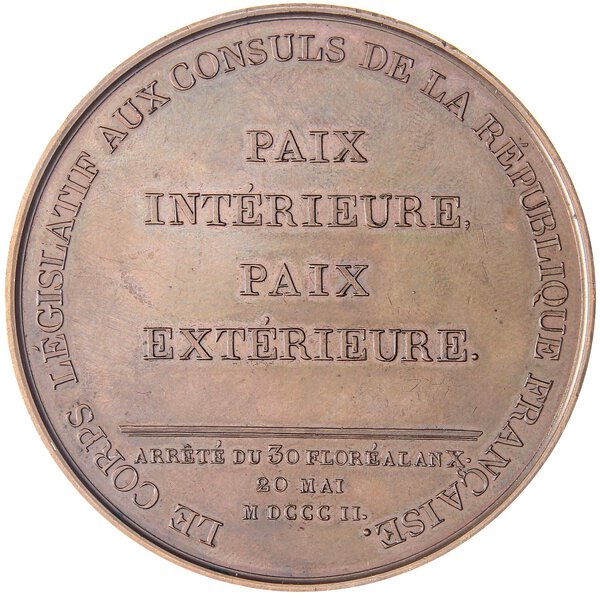 LE CORPS LÉGISLATIF AUX CONSULS DE LA RÉPUBLIQUE FRANÇAISE.
PAIX
INTÉRIEURE,
PAIX
EXTÉRIEURE.
ARRÊTÉ DU 30 FLORÉAL AN X.
20 MAI
M DCCC II.